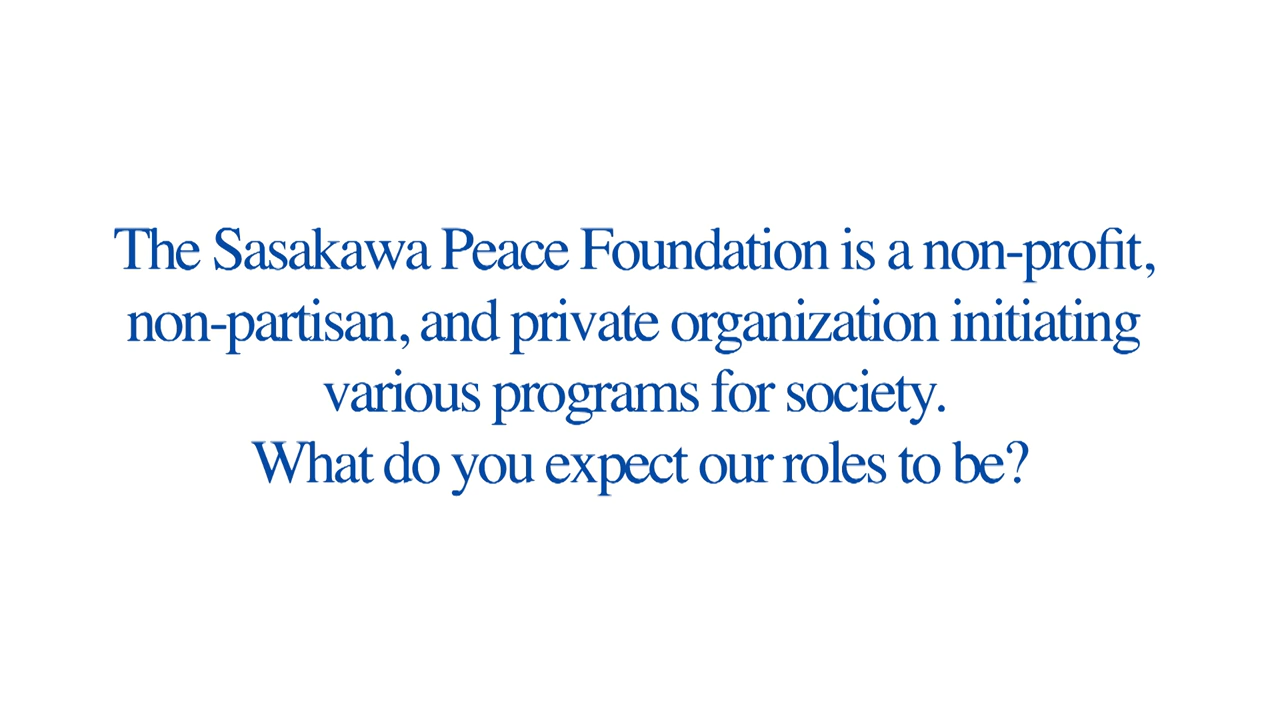 The Sasakawa Peace Foundation is a non-profit,
non-partisan, and private organization initiating
various programs for society.
What do you expect our roles to be?